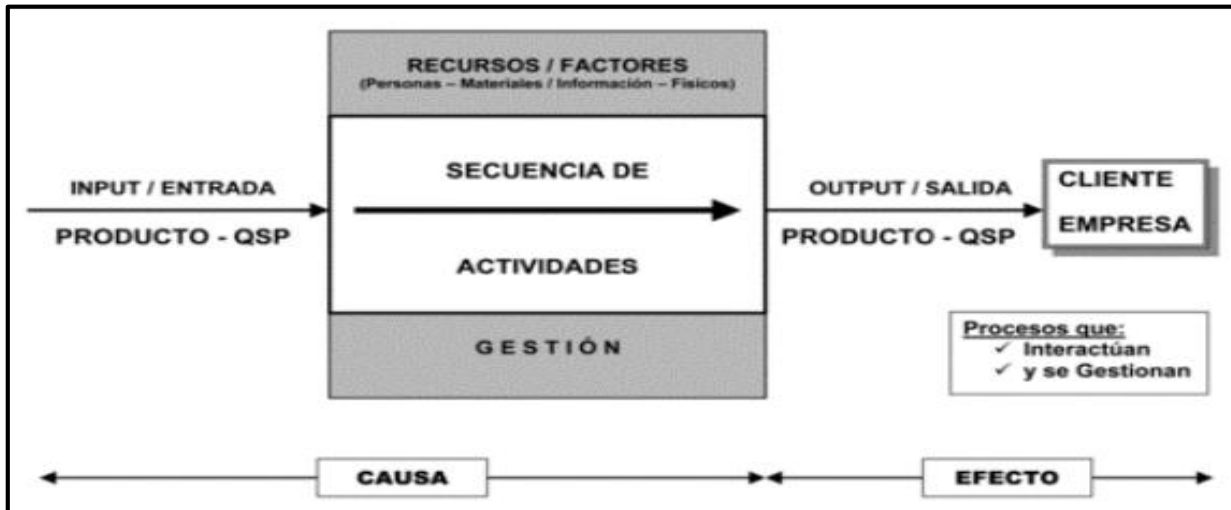 RECURSOS / FACTORES
(Personas – Materiales / Información – Físicos)
INPUT / ENTRADA
PRODUCTO - QSP
SECUENCIA DE
ACTIVIDADES
OUTPUT / SALIDA
PRODUCTO - QSP
CLIENTE
EMPRESA
GESTIÓN
Procesos que:
✓ Interactúan
✓ y se Gestionan
CAUSA
EFECTO